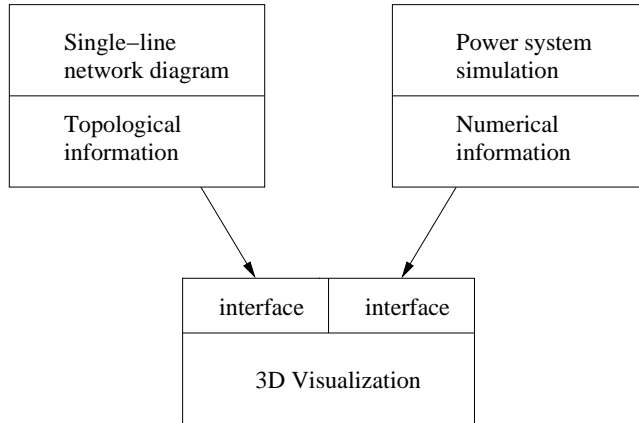 Single−line
network diagram
Topological
information
Power system
simulation
Numerical
information
interface
interface
3D Visualization